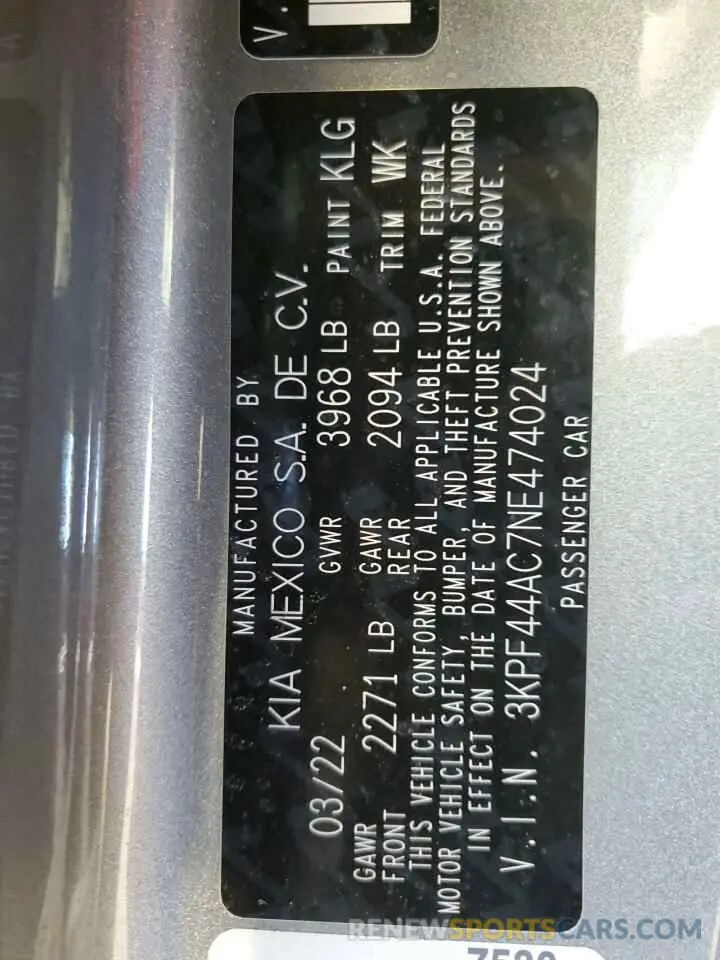 V.
MANUFACTURED BY
KIA MEXICO S.A. DE C.V.
03/22 GVWR 3968 LB PAINT KLG
GAWR FRONT 2271 LB GAWR REAR 2094 LB TRIM WK
THIS VEHICLE CONFORMS TO ALL APPLICABLE U.S.A. FEDERAL
MOTOR VEHICLE SAFETY, BUMPER, AND THEFT PREVENTION STANDARDS
IN EFFECT ON THE DATE OF MANUFACTURE SHOWN ABOVE.
V.I.N. 3KPF44AC7NE474024
PASSENGER CAR
RENEWSPORTSCARS.COM